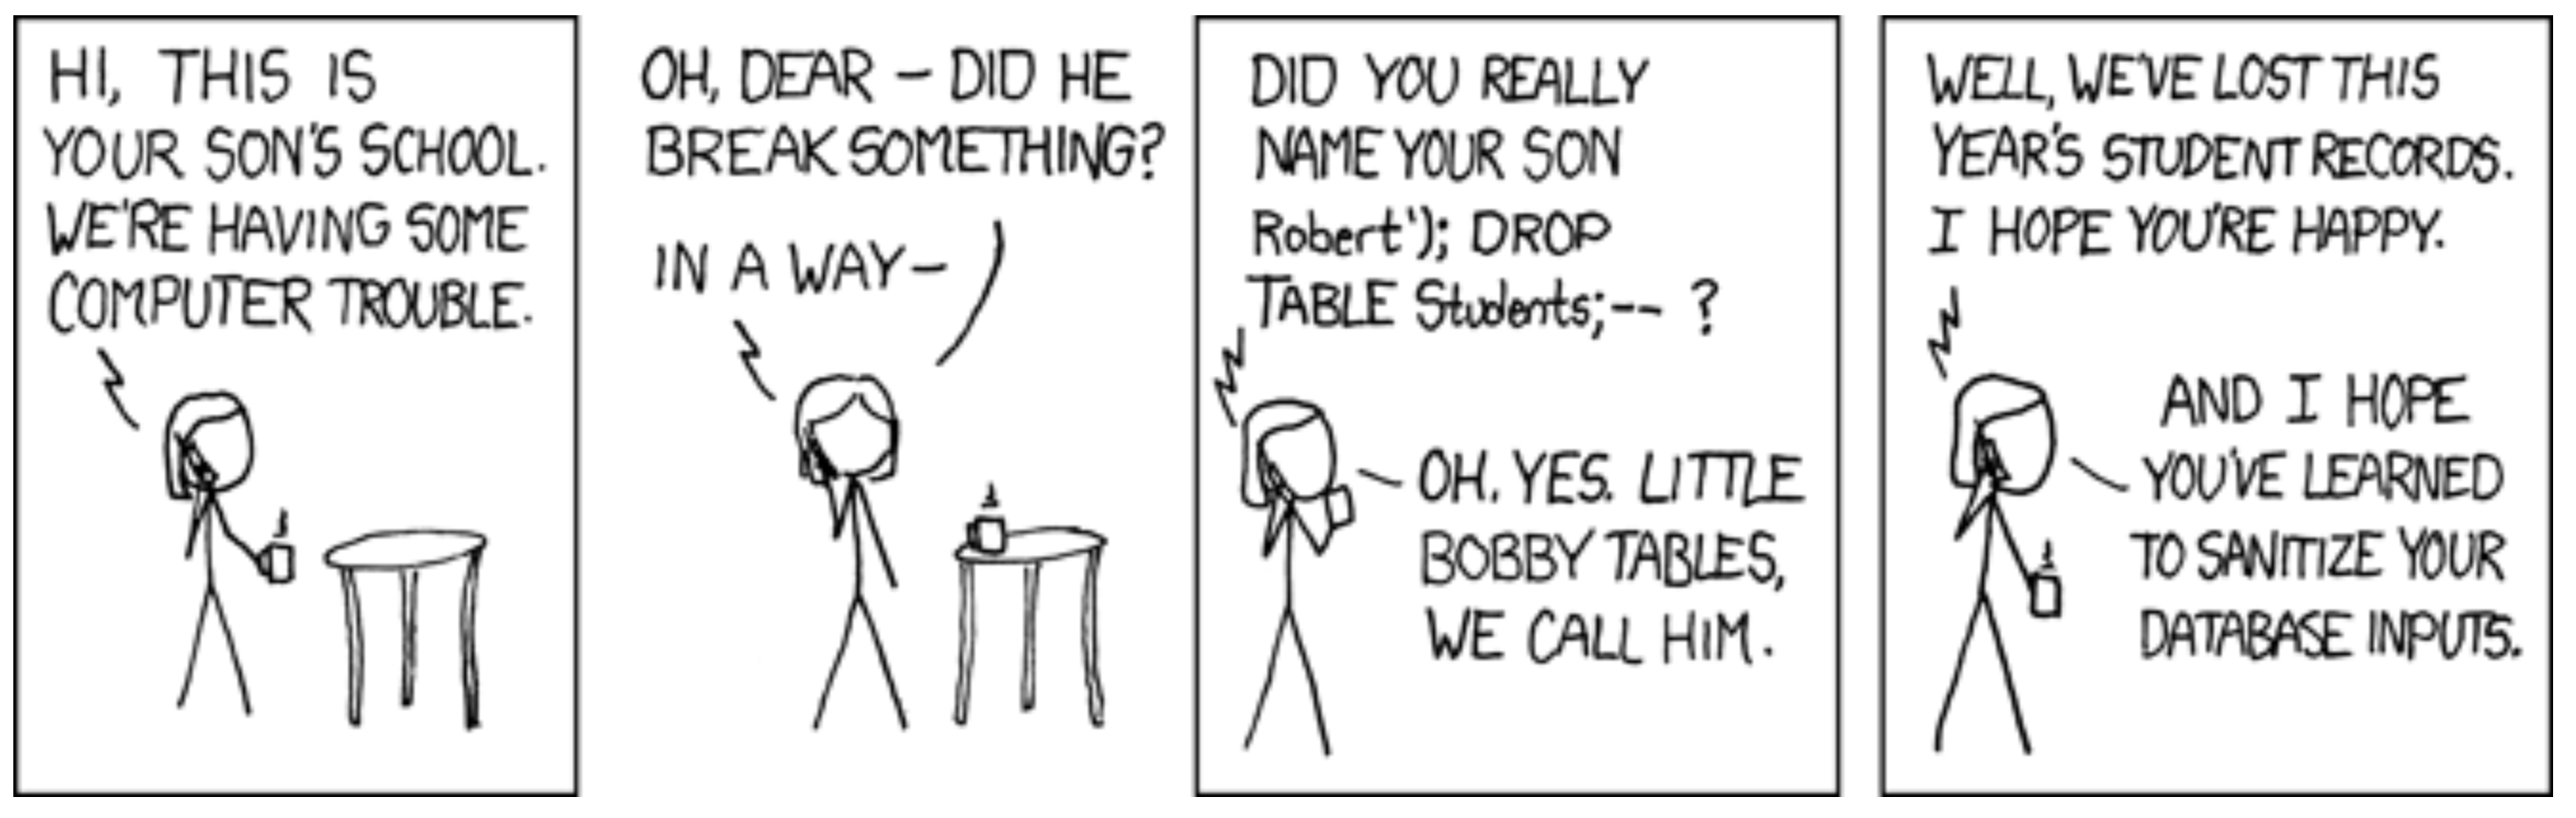 HI, THIS IS
YOUR SON'S SCHOOL.
WE'RE HAVING SOME
COMPUTER TROUBLE.
OH, DEAR – DID HE
BREAK SOMETHING?
IN A WAY–
DID YOU REALLY
NAME YOUR SON
Robert'); DROP
TABLE Students;-- ?
OH. YES. LITTLE
BOBBY TABLES,
WE CALL HIM.
WELL, WE'VE LOST THIS
YEAR'S STUDENT RECORDS.
I HOPE YOU'RE HAPPY.
AND I HOPE
YOU'VE LEARNED
TO SANITIZE YOUR
DATABASE INPUTS.